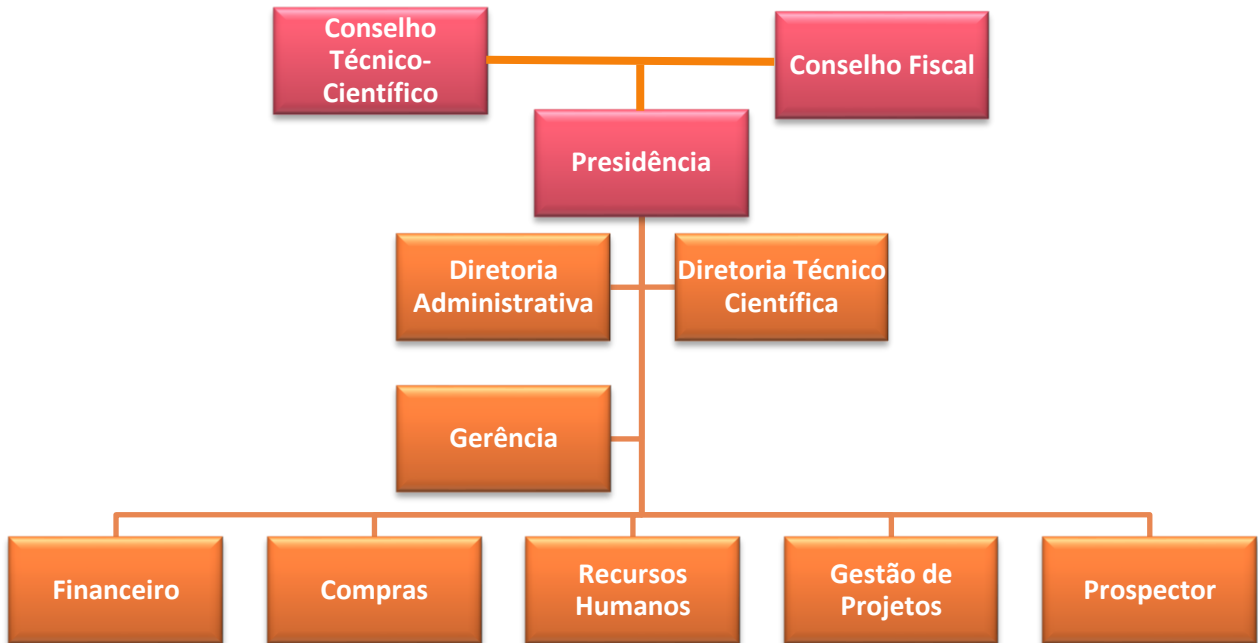 Conselho
Técnico-
Científico
Conselho Fiscal
Presidência
Diretoria
Administrativa
Diretoria Técnico
Científica
Gerência
Financeiro
Compras
Recursos
Humanos
Gestão de
Projetos
Prospector